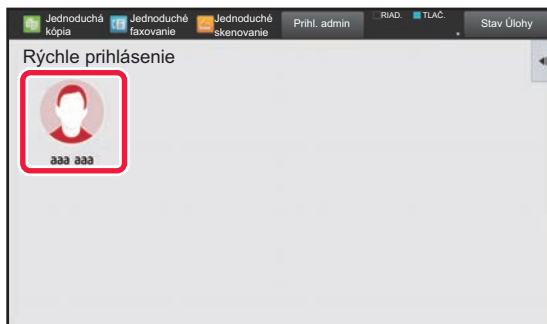 Jednoduchá kópia
Jednoduché faxovanie
Jednoduché skenovanie
Prihl. admin
RIAD.
TLAČ.
Stav Úlohy
Rýchle prihlásenie
aaa aaa